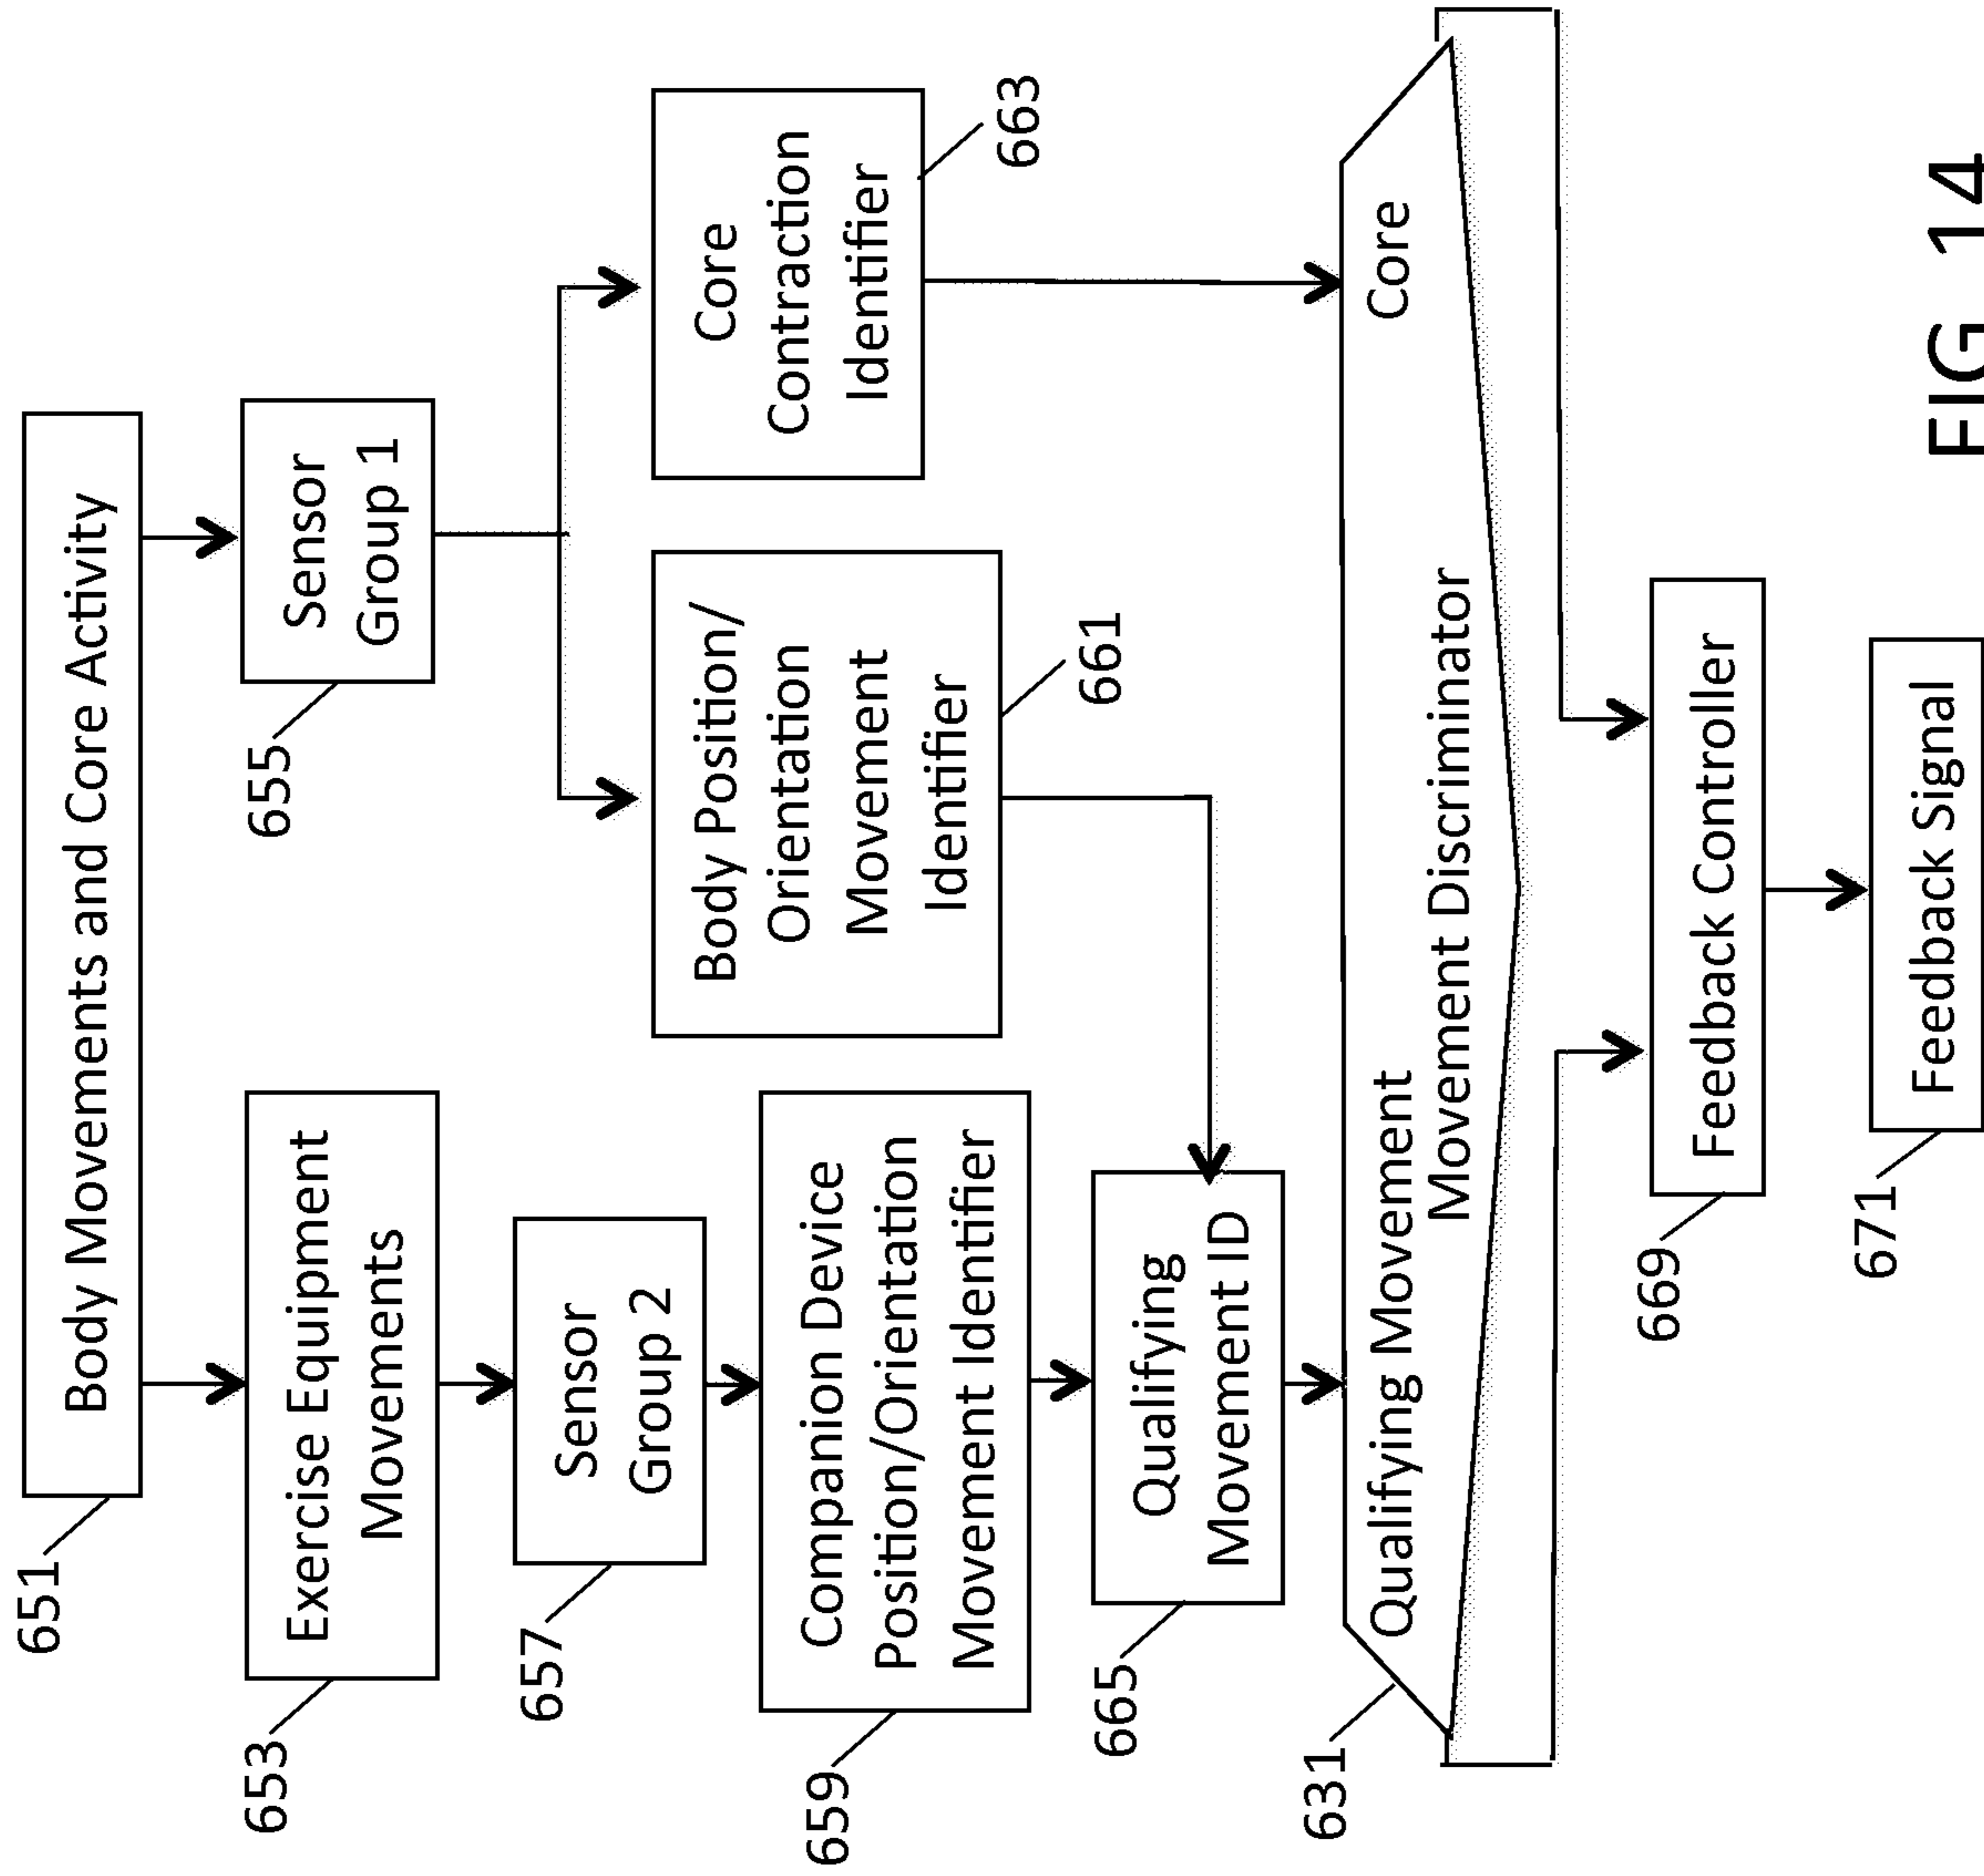 651
Body Movements and Core Activity
653
Exercise Equipment
Movements
655
Sensor
Group 1
657
Sensor
Group 2
Body Position/
Orientation
Movement
Identifier
661
Core
Contraction
Identifier
663
659
Companion Device
Position/Orientation
Movement Identifier
665
Qualifying
Movement ID
631
Qualifying Movement
Core
Movement Discriminator
669
Feedback Controller
671
Feedback Signal
FIG 14